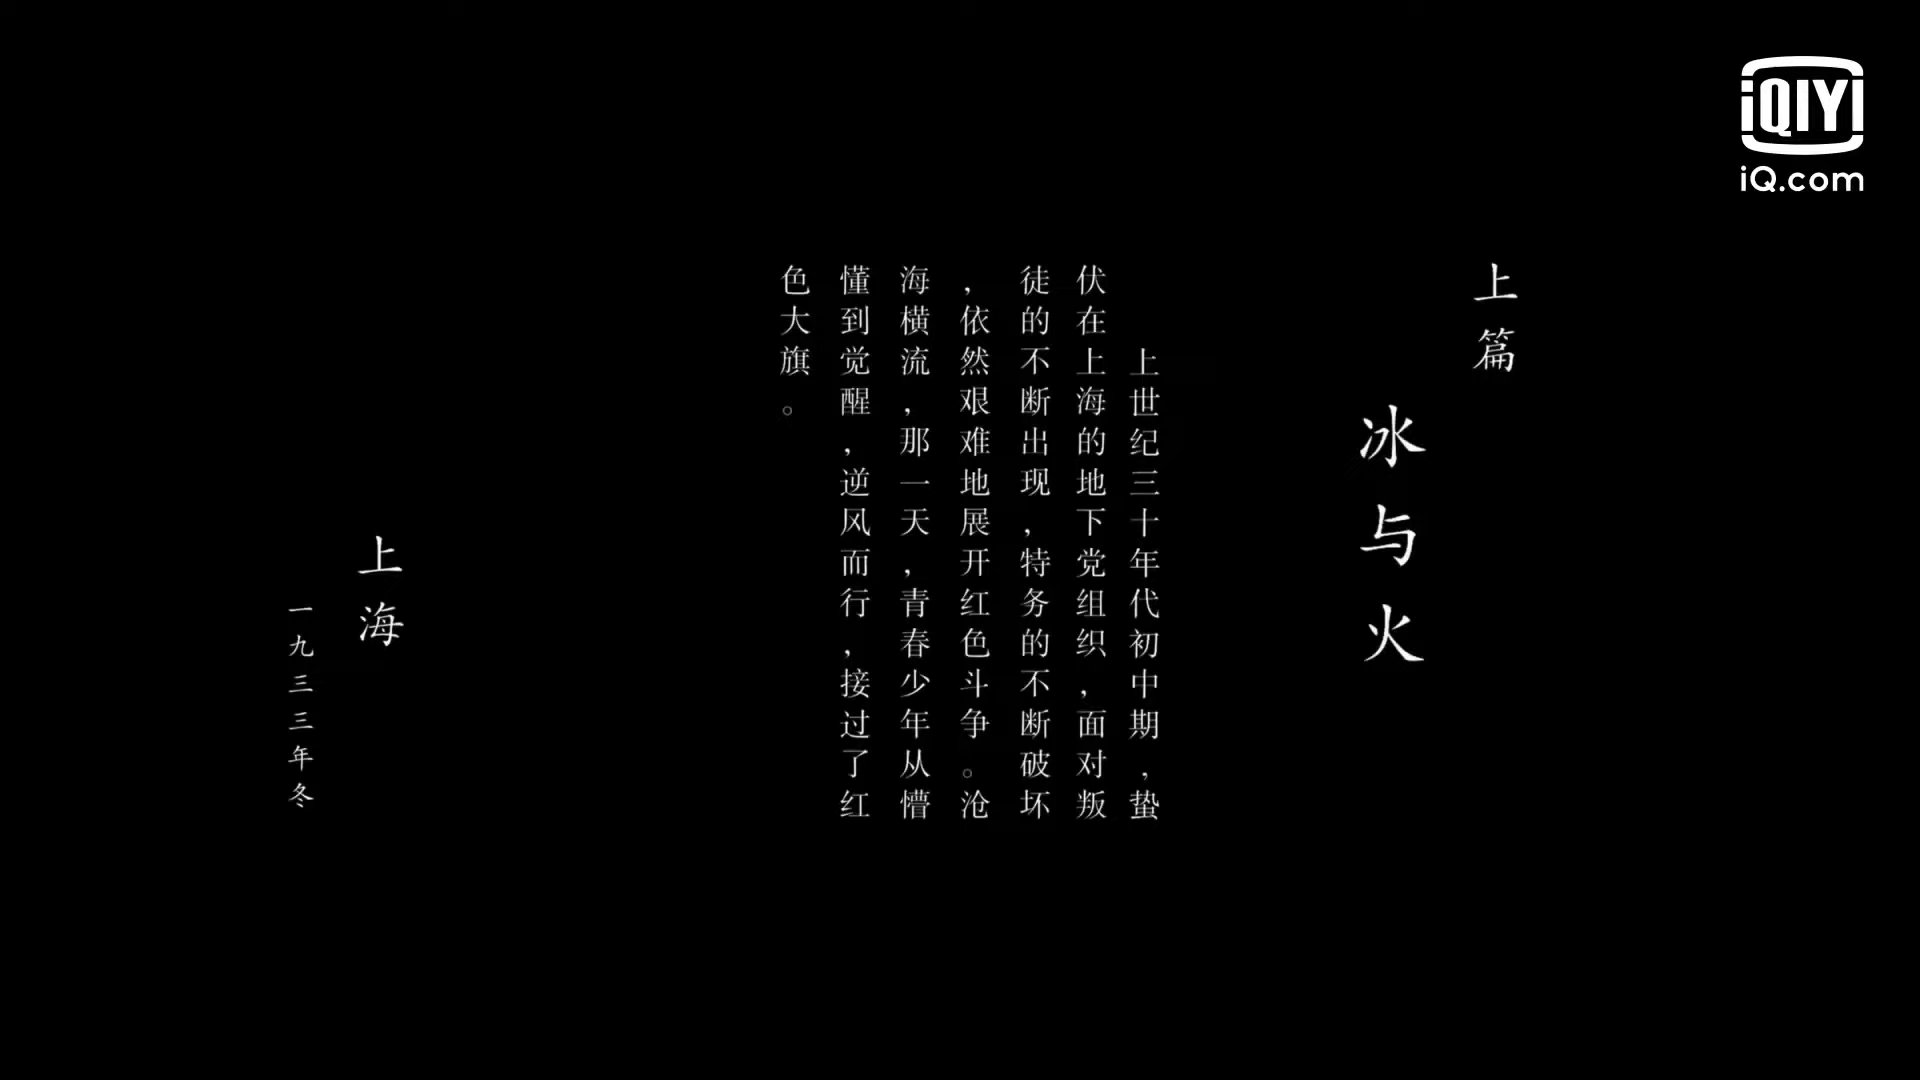 iQIYI
iQ.com
上篇
冰与火
上世纪三十年代初中期，蛰
伏在上海的地下党组织，面对叛
徒的不断出现，特务的不断破坏
，依然艰难地展开红色斗争。沧
海横流，那一天，青春少年从懵
懂到觉醒，逆风而行，接过了红
色大旗。
上海
一九三三年冬